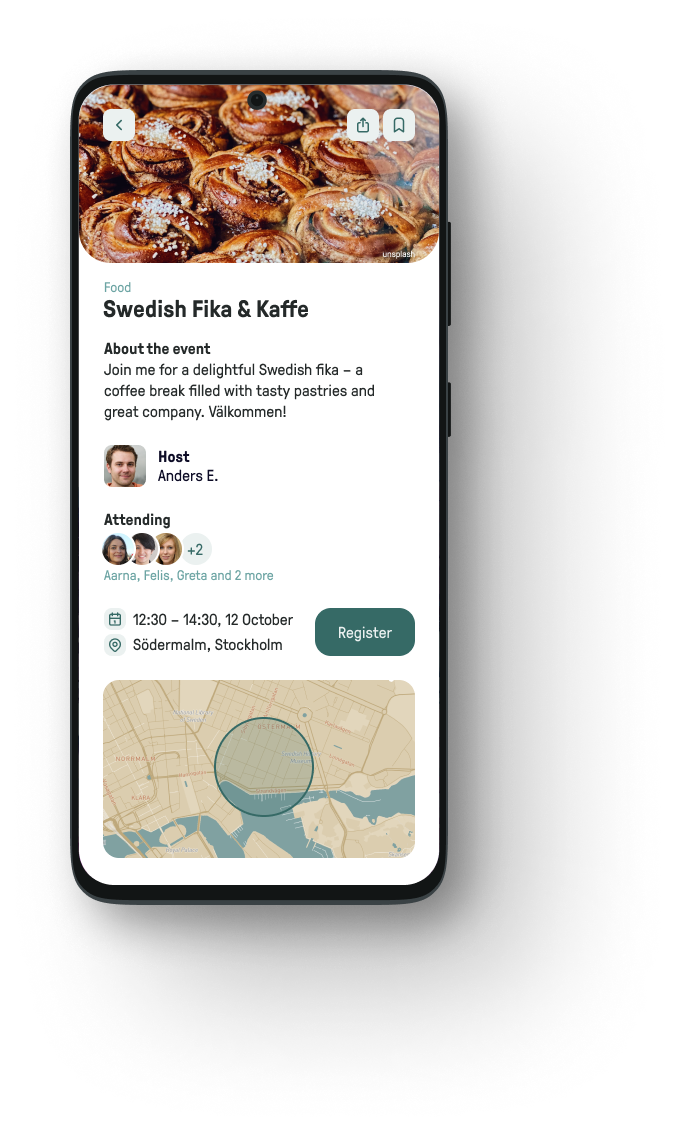 unsplash
Food
Swedish Fika & Kaffe
About the event
Join me for a delightful Swedish fika – a
coffee break filled with tasty pastries and
great company. Välkommen!
Host
Anders E.
Attending
+2
Aarna, Felis, Greta and 2 more
12:30 – 14:30, 12 October
Södermalm, Stockholm
Register
ÖSTERMALM
NORRMALM
KLARA